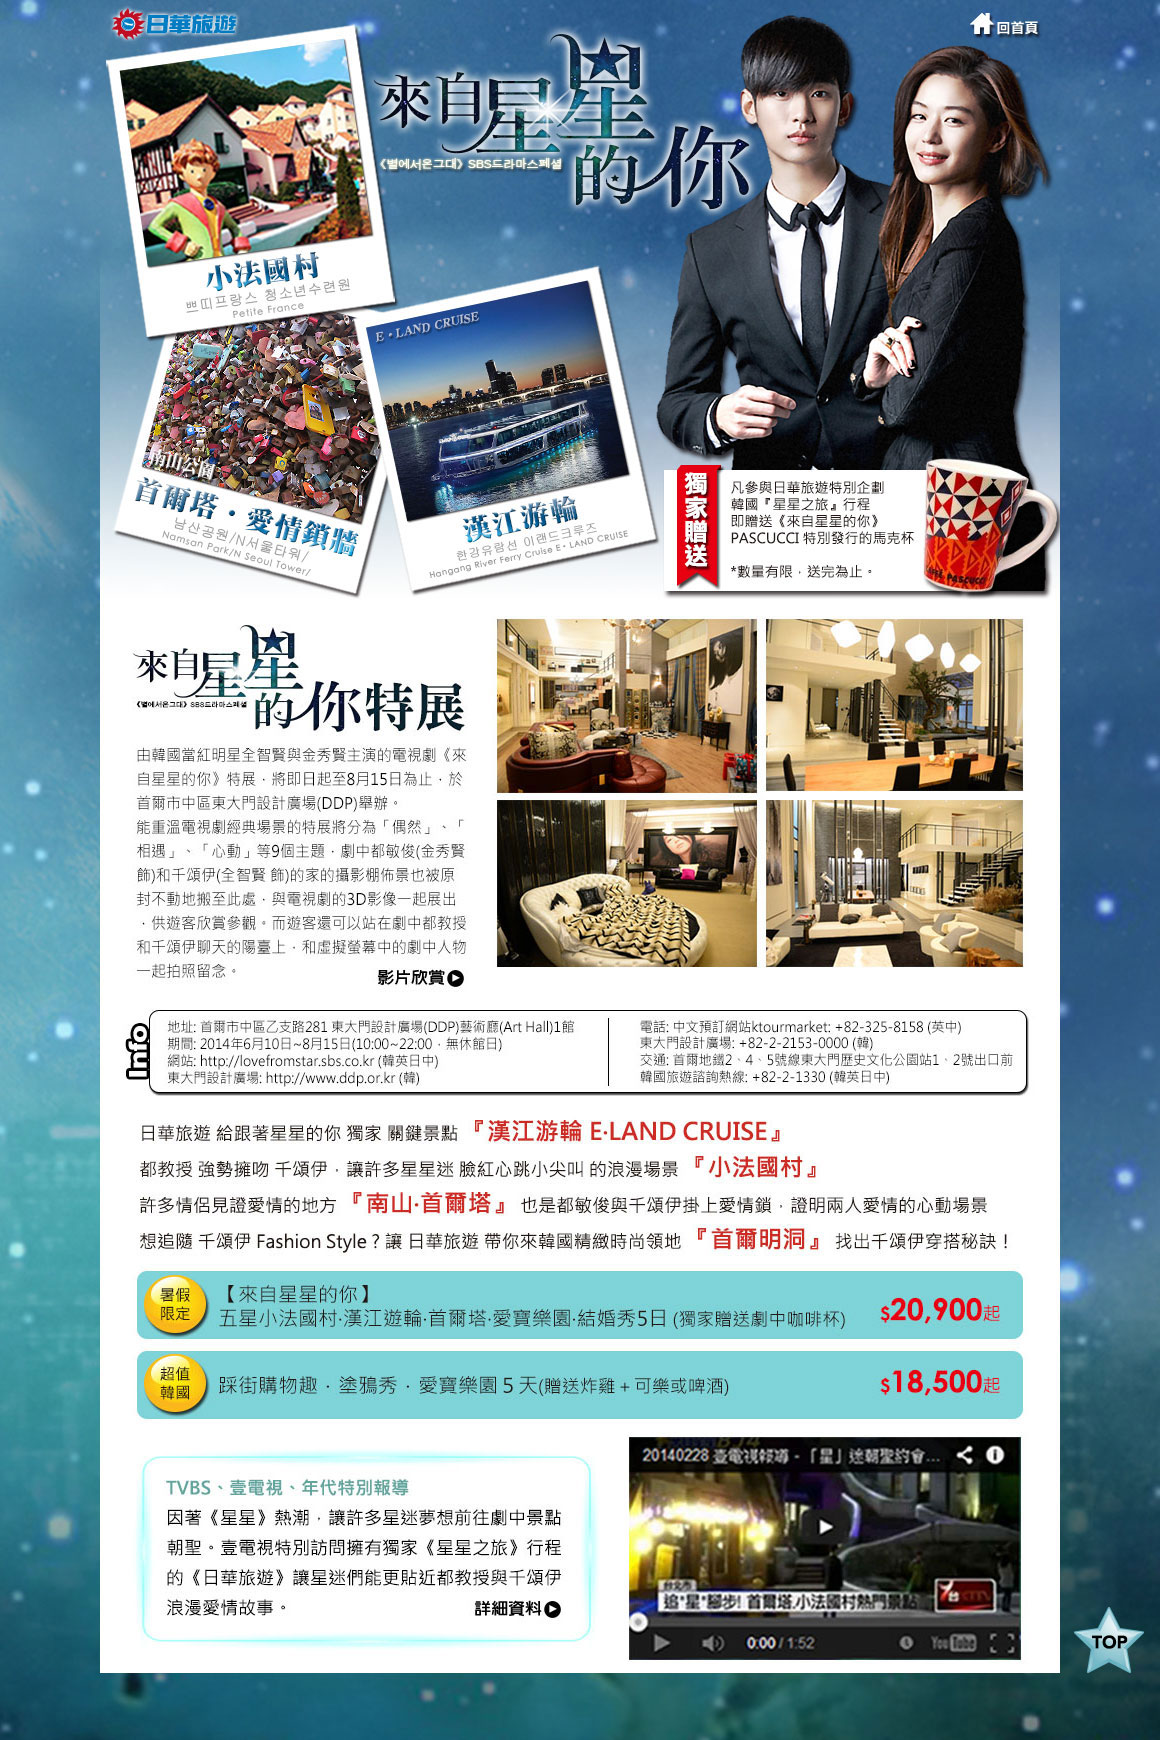 日華旅遊
回首頁
來自星星的你
《별에서온그대》SBS드라마스페셜
小法國村
쁘띠프랑스 청소년수련원
Petite France
E·LAND CRUISE
南山公園
首爾塔·愛情鎖牆
남산공원/N서울타워/
Namsan Park/N Seoul Tower/
漢江游輪
한강유람선 이랜드크루즈
Hangang River Ferry Cruise E·LAND CRUISE
獨家贈送
凡參與日華旅遊特別企劃
韓國『星星之旅』行程
即贈送《來自星星的你》
PASCUCCI 特別發行的馬克杯
*數量有限，送完為止。
來自星星的你特展
《별에서온그대》SBS드라마스페셜
由韓國當紅明星全智賢與金秀賢主演的電視劇《來
自星星的你》特展，將即日起至8月15日為止，於
首爾市中區東大門設計廣場(DDP)舉辦。
能重溫電視劇經典場景的特展將分為「偶然」、「
相遇」、「心動」等9個主題，劇中都敏俊(金秀賢
飾)和千頌伊(全智賢 飾)的家的攝影棚佈景也被原
封不動地搬至此處，與電視劇的3D影像一起展出
，供遊客欣賞參觀。而遊客還可以站在劇中都教授
和千頌伊聊天的陽臺上，和虛擬螢幕中的劇中人物
一起拍照留念。
影片欣賞
Info
地址: 首爾市中區乙支路281 東大門設計廣場(DDP)藝術廳(Art Hall)1館
期間: 2014年6月10日~8月15日(10:00~22:00，無休館日)
網站: http://lovefromstar.sbs.co.kr (韓英日中)
東大門設計廣場: http://www.ddp.or.kr (韓)
電話: 中文預訂網站ktourmarket: +82-325-8158 (英中)
東大門設計廣場: +82-2-2153-0000 (韓)
交通: 首爾地鐵2、4、5號線東大門歷史文化公園站1、2號出口前
韓國旅遊諮詢熱線: +82-2-1330 (韓英日中)
日華旅遊 給跟著星星的你 獨家 關鍵景點 『漢江游輪 E·LAND CRUISE』
都教授 強勢擁吻 千頌伊，讓許多星星迷 臉紅心跳小尖叫 的浪漫場景 『小法國村』
許多情侶見證愛情的地方 『南山·首爾塔』 也是都敏俊與千頌伊掛上愛情鎖，證明兩人愛情的心動場景
想追隨 千頌伊 Fashion Style？讓 日華旅遊 帶你來韓國精緻時尚領地 『首爾明洞』 找出千頌伊穿搭秘訣！
暑假
限定
【來自星星的你】
五星小法國村·漢江遊輪·首爾塔·愛寶樂園·結婚秀5日 (獨家贈送劇中咖啡杯)
$20,900起
超值
韓國
踩街購物趣．塗鴉秀．愛寶樂園 5 天(贈送炸雞 + 可樂或啤酒)
$18,500起
TVBS、壹電視、年代特別報導
因著《星星》熱潮，讓許多星迷夢想前往劇中景點
朝聖。壹電視特別訪問擁有獨家《星星之旅》行程
的《日華旅遊》讓星迷們能更貼近都教授與千頌伊
浪漫愛情故事。
詳細資料
20140228 壹電視報導 - 「星」迷朝聖約會...
追"星"腳步! 首爾塔,小法國村熱門景點
0:00 / 1:52
YouTube
TOP